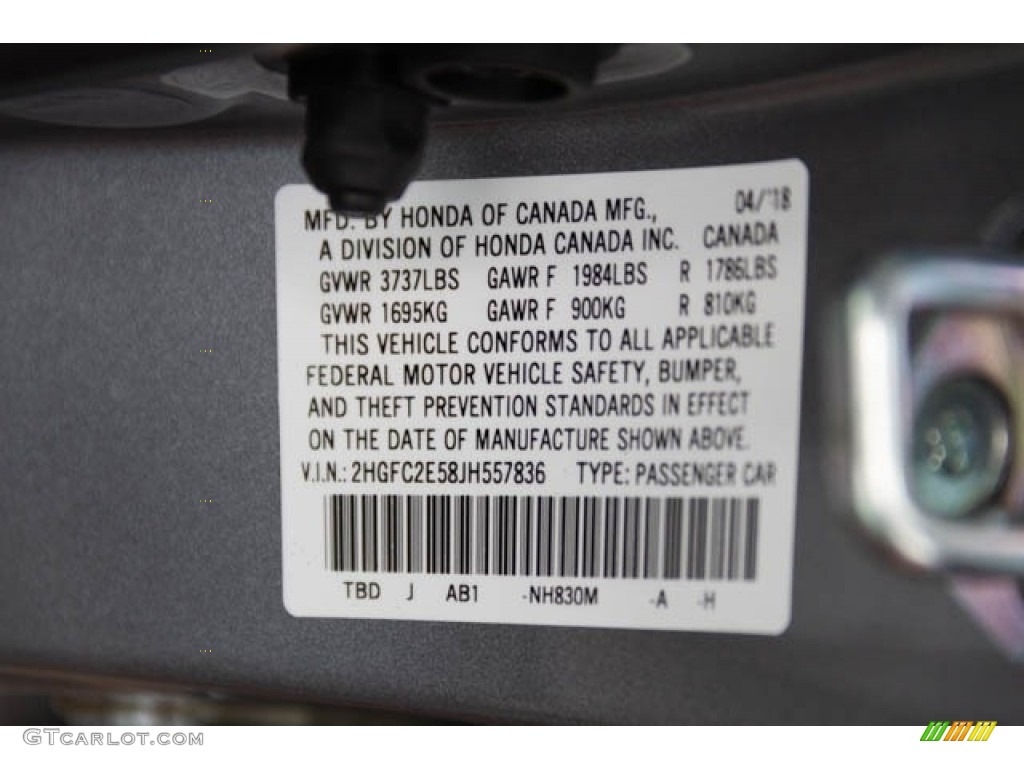 04/'18
MFD. BY HONDA OF CANADA MFG.,
A DIVISION OF HONDA CANADA INC. CANADA
GVWR 3737LBS GAWR F 1984LBS R 1786LBS
GVWR 1695KG GAWR F 900KG R 810KG
THIS VEHICLE CONFORMS TO ALL APPLICABLE
FEDERAL MOTOR VEHICLE SAFETY, BUMPER,
AND THEFT PREVENTION STANDARDS IN EFFECT
ON THE DATE OF MANUFACTURE SHOWN ABOVE.
V.I.N.: 2HGFC2E58JH557836 TYPE: PASSENGER CAR
TBD J AB1 -NH830M -A -H
GTCARLOT.COM